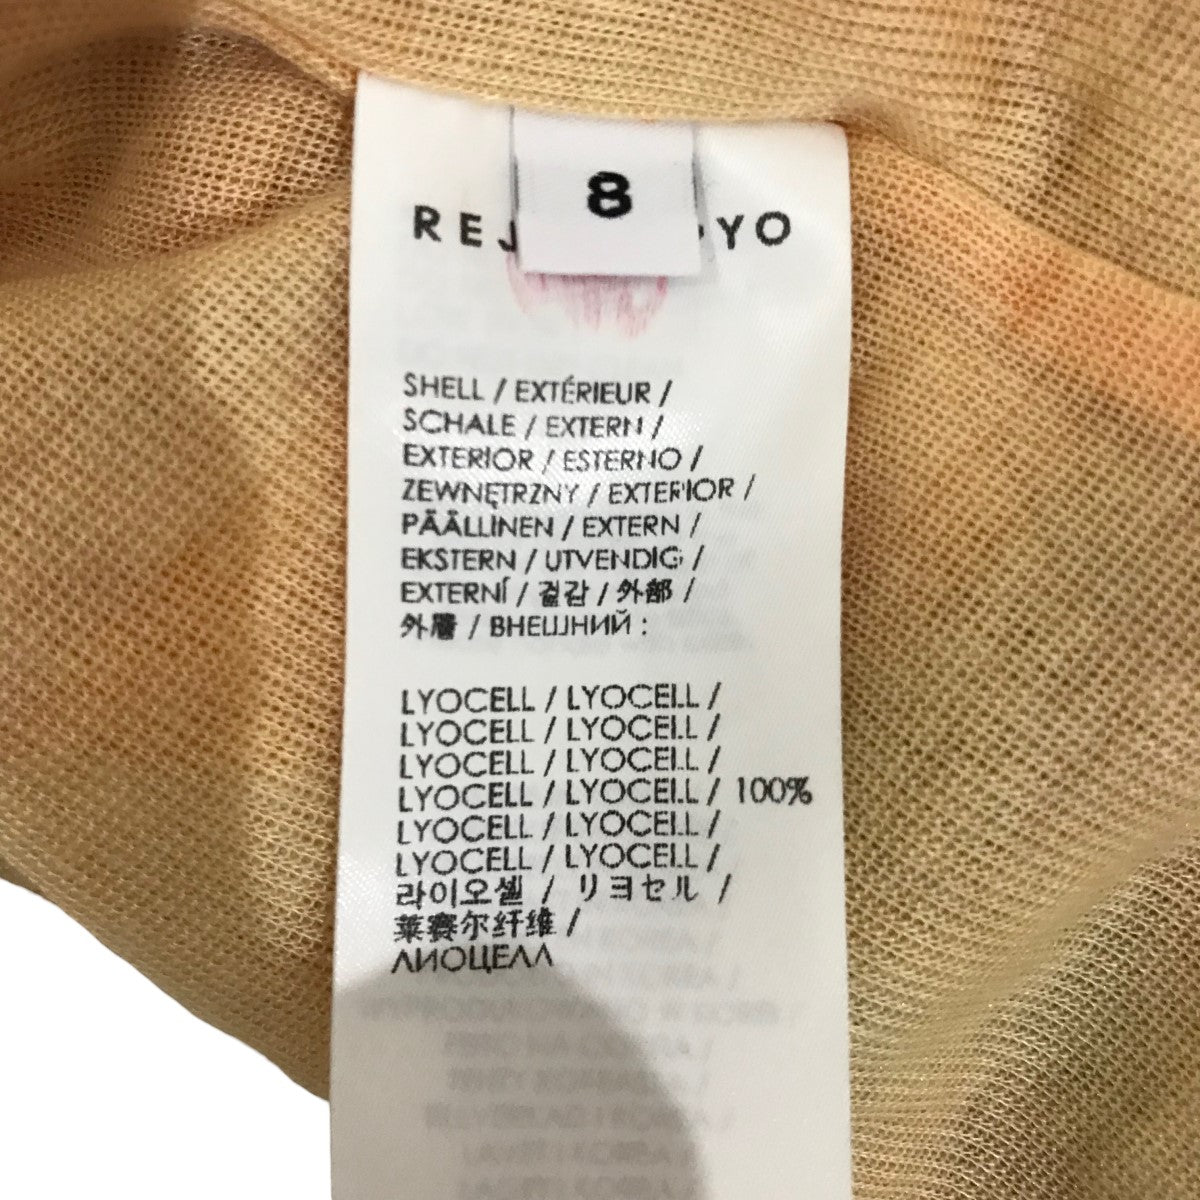 8
REJ YO
SHELL / EXTÉRIEUR /
SCHALE / EXTERN /
EXTERIOR / ESTERNO /
ZEWNĘTRZNY / EXTERIOR /
PÄÄLLINEN / EXTERN /
EKSTERN / UTVENDIG /
EXTERNÍ / 겉감 / 外部 /
外層 / ВНЕШНИЙ :
LYOCELL / LYOCELL /
LYOCELL / LYOCELL /
LYOCELL / LYOCELL /
LYOCELL / LYOCELL / 100%
LYOCELL / LYOCELL /
LYOCELL / LYOCELL /
라이오셀 / リヨセル /
莱赛尔纤维 /
ЛИОЦЕЛЛ